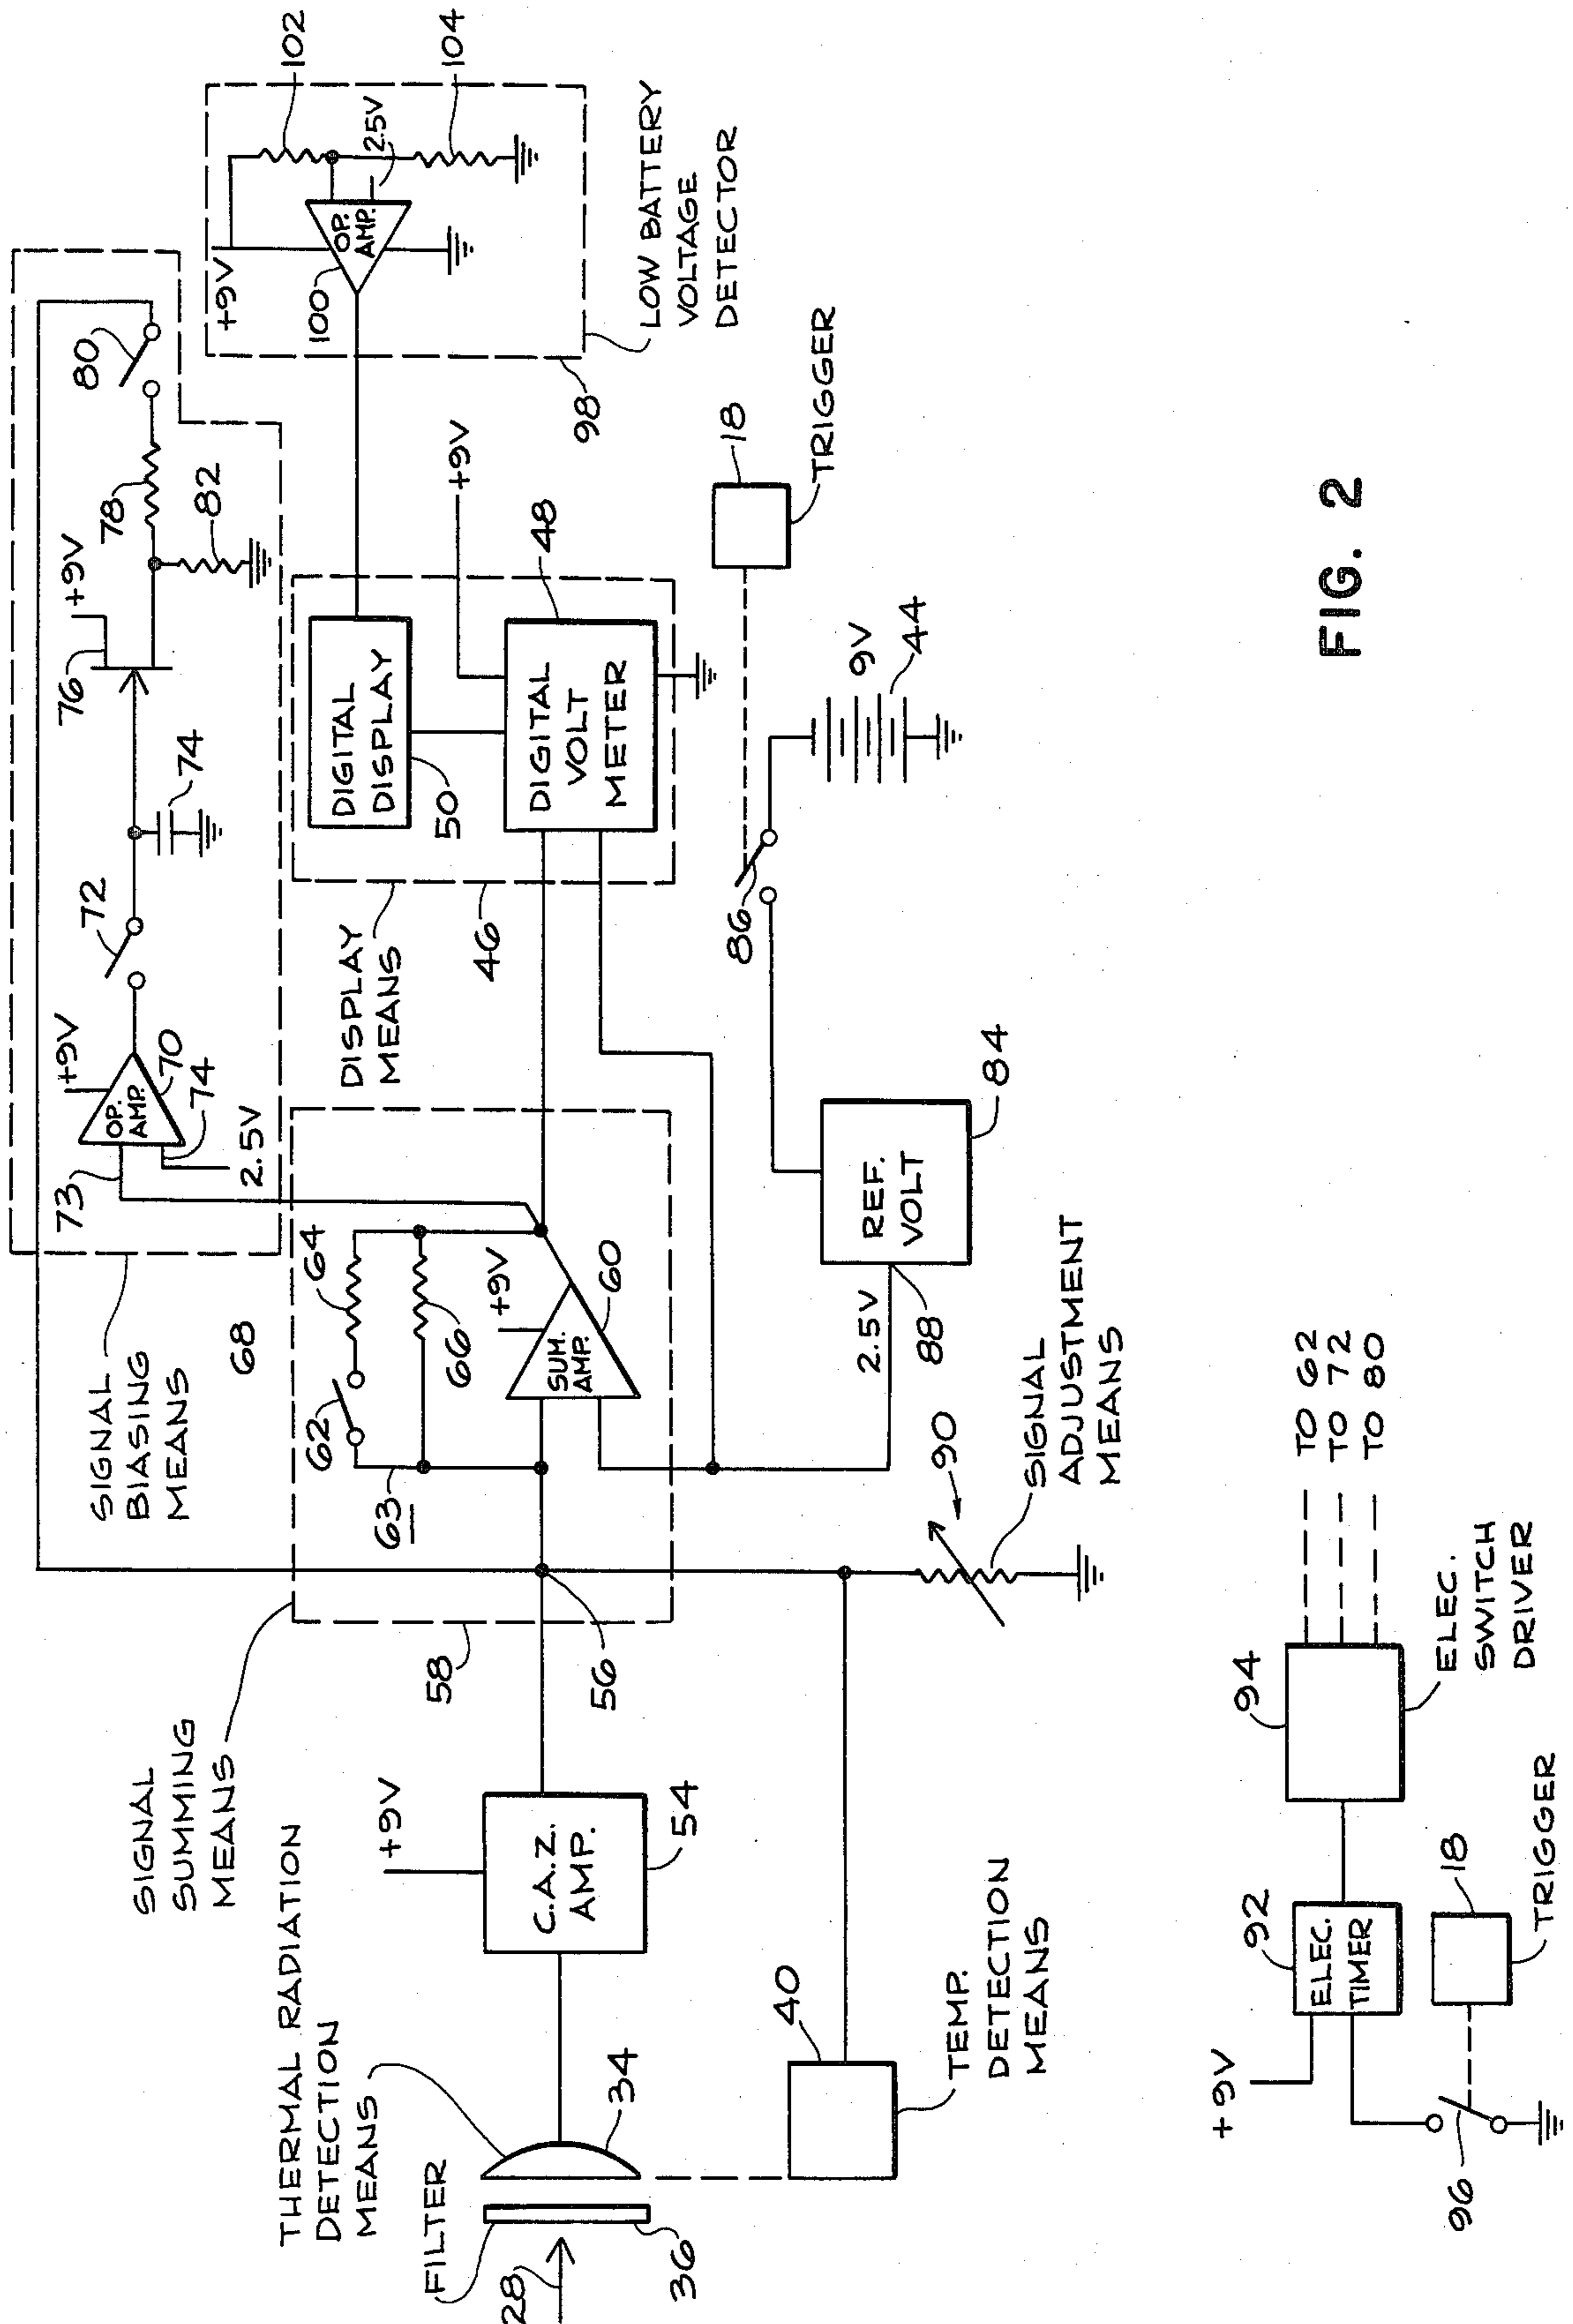 SIGNAL
BIASING
MEANS
68
73
OP.
AMP.
+9V
70
74
2.5V
72
74
76
+9V
78
82
80
SIGNAL
SUMMING
MEANS
58
56
63
62
64
66
+9V
SUM.
AMP.
60
DISPLAY
MEANS
46
DIGITAL
DISPLAY
50
DIGITAL
VOLT
METER
48
+9V
+9V
100
OP.
AMP.
2.5V
102
104
98
LOW BATTERY
VOLTAGE
DETECTOR
THERMAL RADIATION
DETECTION
MEANS
FILTER
28
36
34
+9V
C.A.Z.
AMP.
54
40
TEMP.
DETECTION
MEANS
90
SIGNAL
ADJUSTMENT
MEANS
2.5V
88
REF.
VOLT
84
86
9V
44
18
TRIGGER
+9V
92
ELEC.
TIMER
96
18
TRIGGER
94
ELEC.
SWITCH
DRIVER
TO 62
TO 72
TO 80
FIG. 2